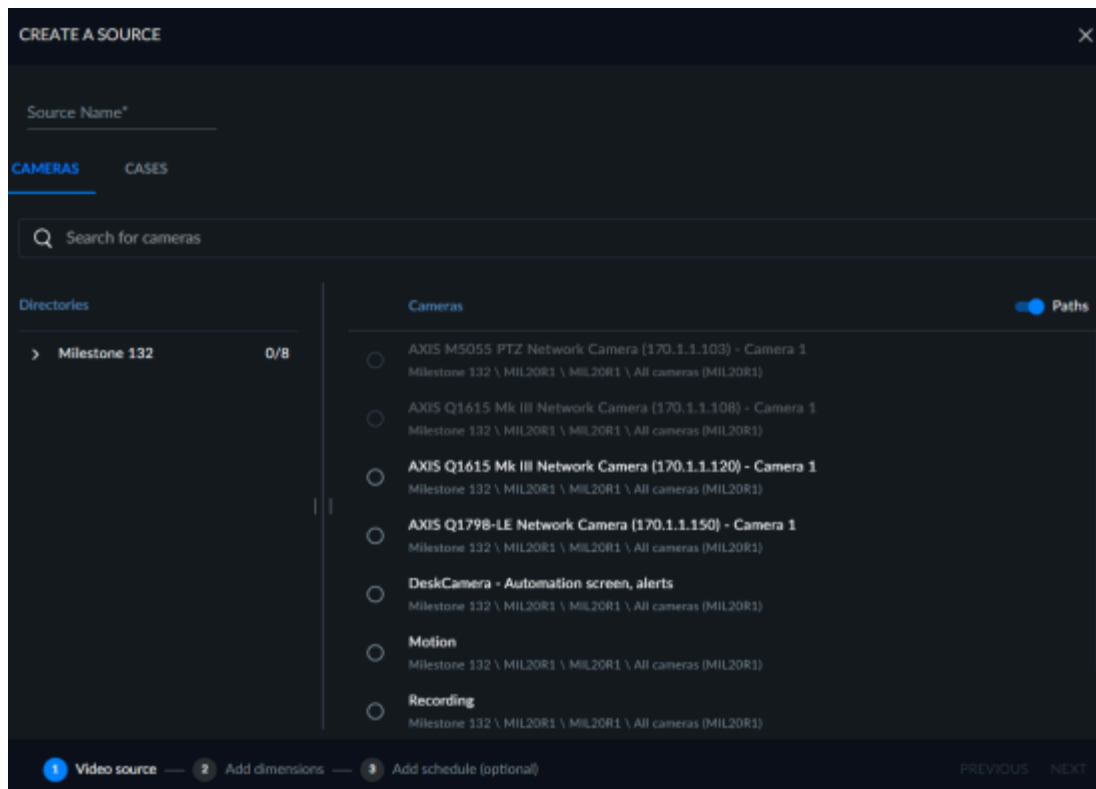 CREATE A SOURCE
Source Name*
CAMERAS CASES
Search for cameras
Directories
Milestone 132 0/8
Cameras Paths
AXIS M5055 PTZ Network Camera (170.1.1.103) - Camera 1
Milestone 132 \ MIL20R1 \ MIL20R1 \ All cameras (MIL20R1)
AXIS Q1615 Mk III Network Camera (170.1.1.108) - Camera 1
Milestone 132 \ MIL20R1 \ MIL20R1 \ All cameras (MIL20R1)
AXIS Q1615 Mk III Network Camera (170.1.1.120) - Camera 1
Milestone 132 \ MIL20R1 \ MIL20R1 \ All cameras (MIL20R1)
AXIS Q1798-LE Network Camera (170.1.1.150) - Camera 1
Milestone 132 \ MIL20R1 \ MIL20R1 \ All cameras (MIL20R1)
DeskCamera - Automation screen, alerts
Milestone 132 \ MIL20R1 \ MIL20R1 \ All cameras (MIL20R1)
Motion
Milestone 132 \ MIL20R1 \ MIL20R1 \ All cameras (MIL20R1)
Recording
Milestone 132 \ MIL20R1 \ MIL20R1 \ All cameras (MIL20R1)
1 Video source — 2 Add dimensions — 3 Add schedule (optional) PREVIOUS NEXT